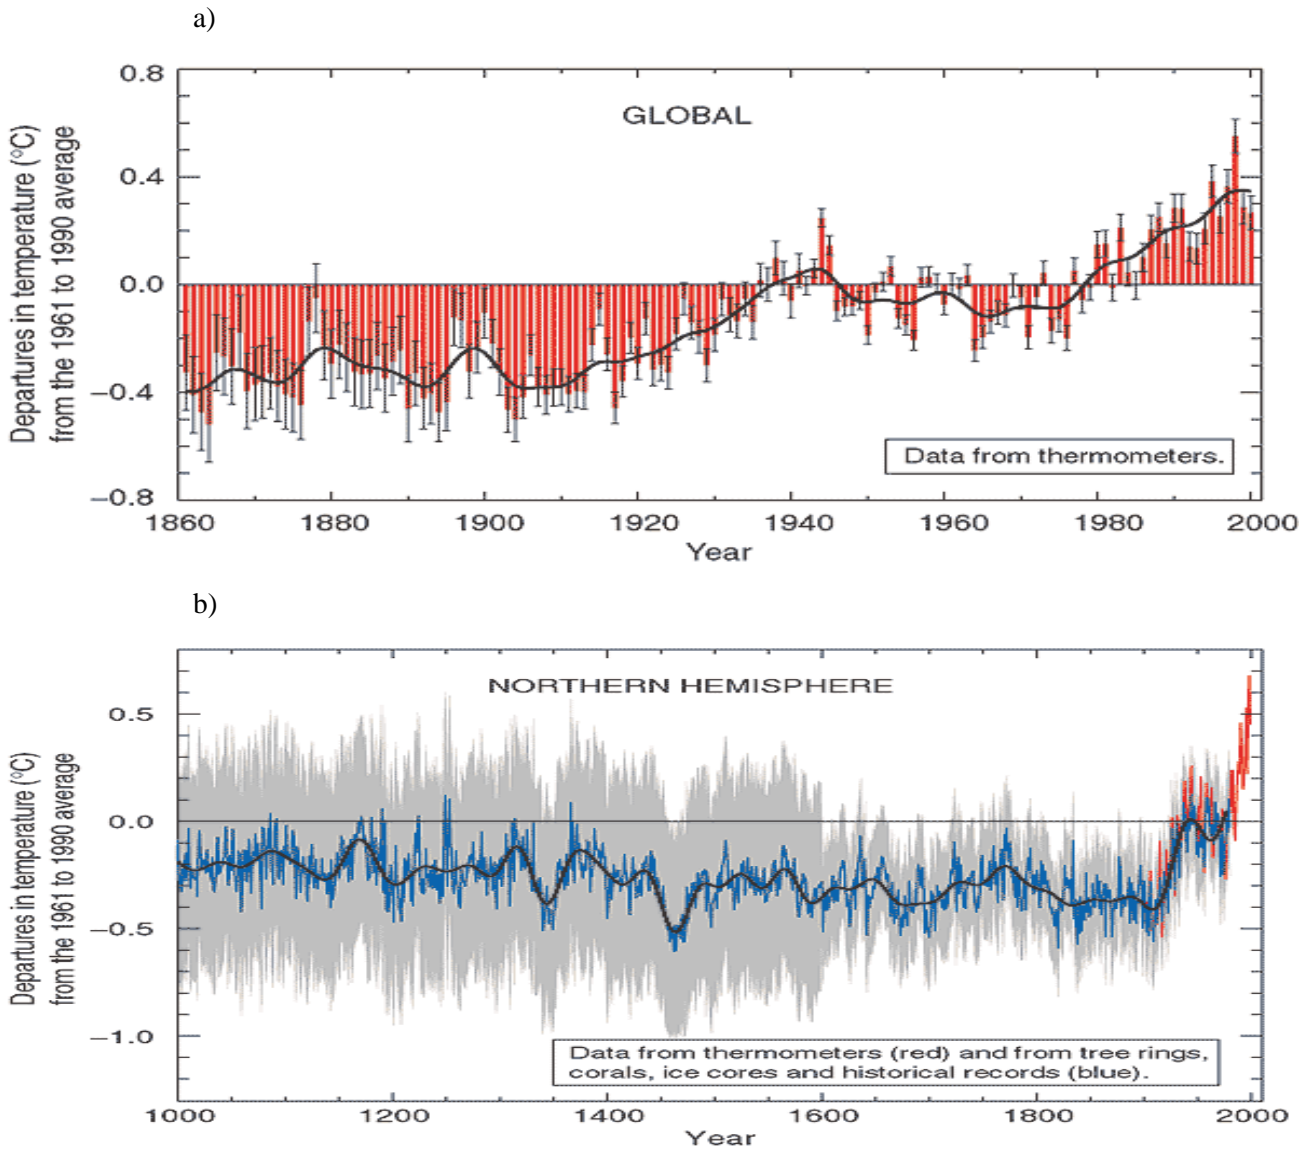 a)
Departures in temperature (°C)
from the 1961 to 1990 average
0.8
0.4
0.0
−0.4
−0.8
GLOBAL
Data from thermometers.
1860 1880 1900 1920 1940 1960 1980 2000
Year
b)
Departures in temperature (°C)
from the 1961 to 1990 average
0.5
0.0
−0.5
−1.0
NORTHERN HEMISPHERE
Data from thermometers (red) and from tree rings,
corals, ice cores and historical records (blue).
1000 1200 1400 1600 1800 2000
Year